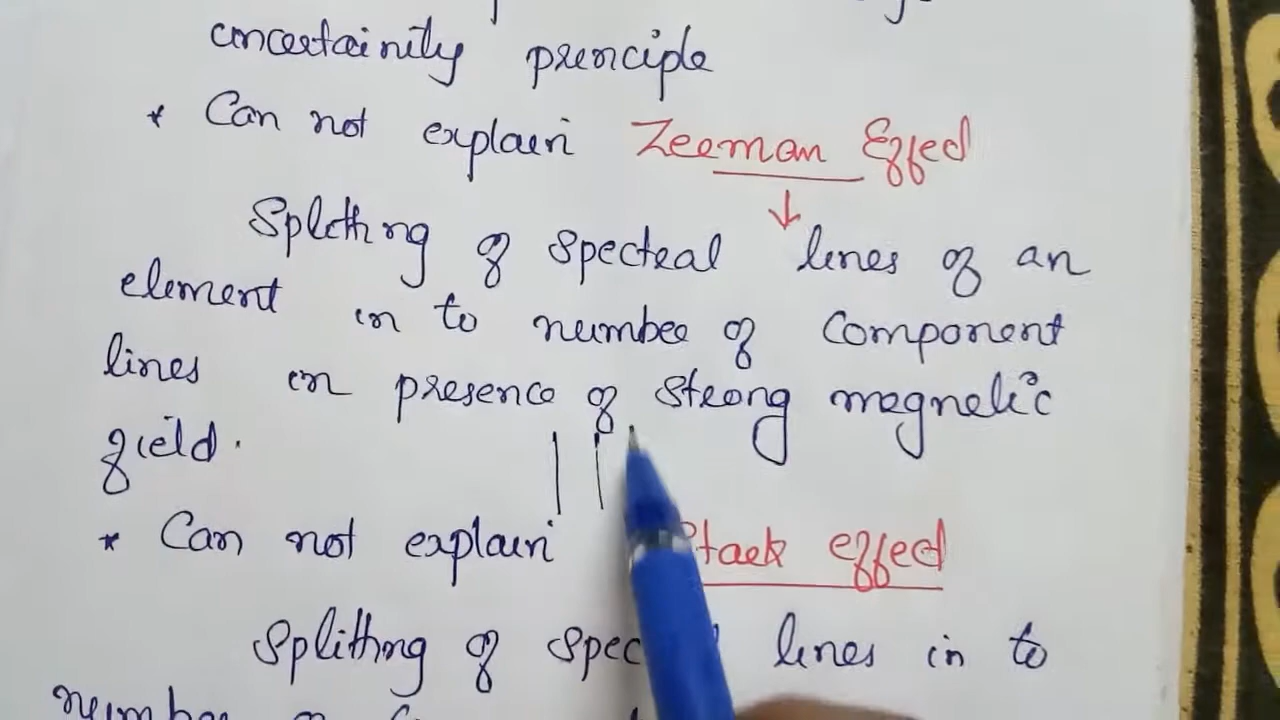 uncertainity principle
* Can not explain Zeeman Effect
↓
Splitting of spectral lines of an
element in to number of component
lines in presence of strong magnetic
field.
* Can not explain Stark effect
Splitting of spec lines in to
number